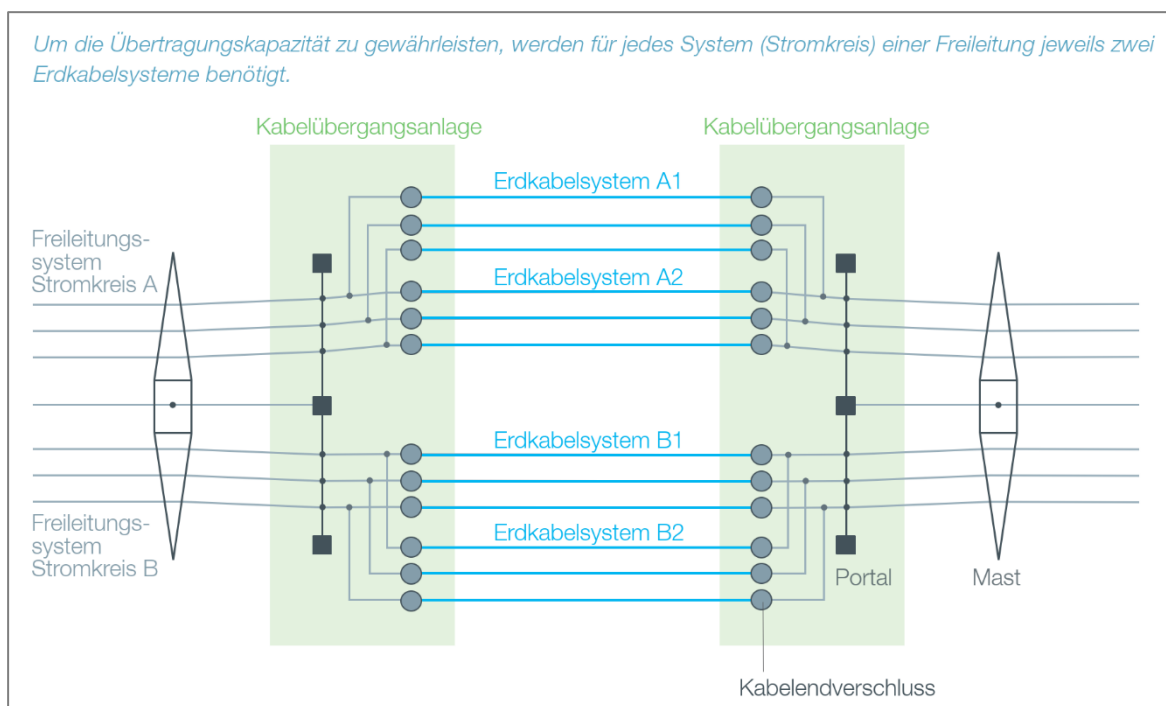 Um die Übertragungskapazität zu gewährleisten, werden für jedes System (Stromkreis) einer Freileitung jeweils zwei
Erdkabelsysteme benötigt.
Kabelübergangsanlage
Kabelübergangsanlage
Erdkabelsystem A1
Freileitungs-
system
Stromkreis A
Erdkabelsystem A2
Erdkabelsystem B1
Freileitungs-
system
Stromkreis B
Erdkabelsystem B2
Portal
Mast
Kabelendverschluss